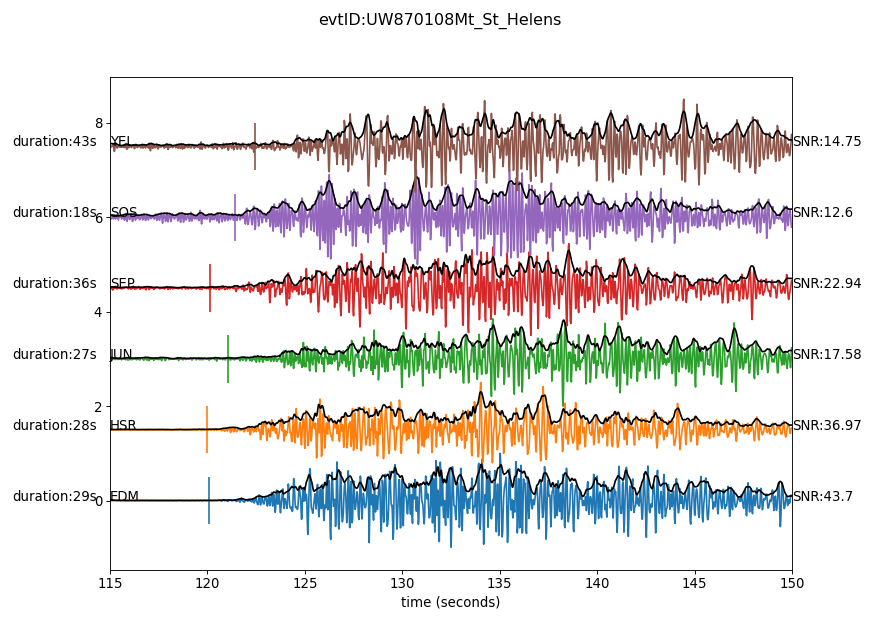 evtID:UW870108Mt_St_Helens
8
duration:43s YEL SNR:14.75
duration:18s SOS SNR:12.6
6
duration:36s SEP SNR:22.94
4
duration:27s JUN SNR:17.58
2
duration:28s HSR SNR:36.97
duration:29s EDM SNR:43.7
0
115 120 125 130 135 140 145 150
time (seconds)